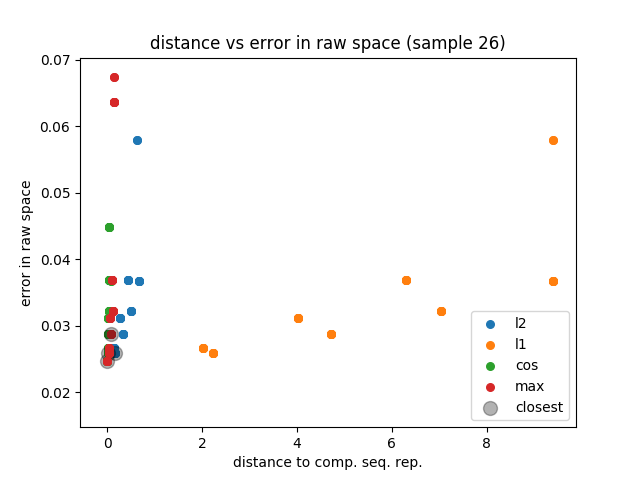 distance vs error in raw space (sample 26)
0.07
0.06
0.05
0.04
0.03
0.02
error in raw space
l2
l1
cos
max
closest
0 2 4 6 8
distance to comp. seq. rep.